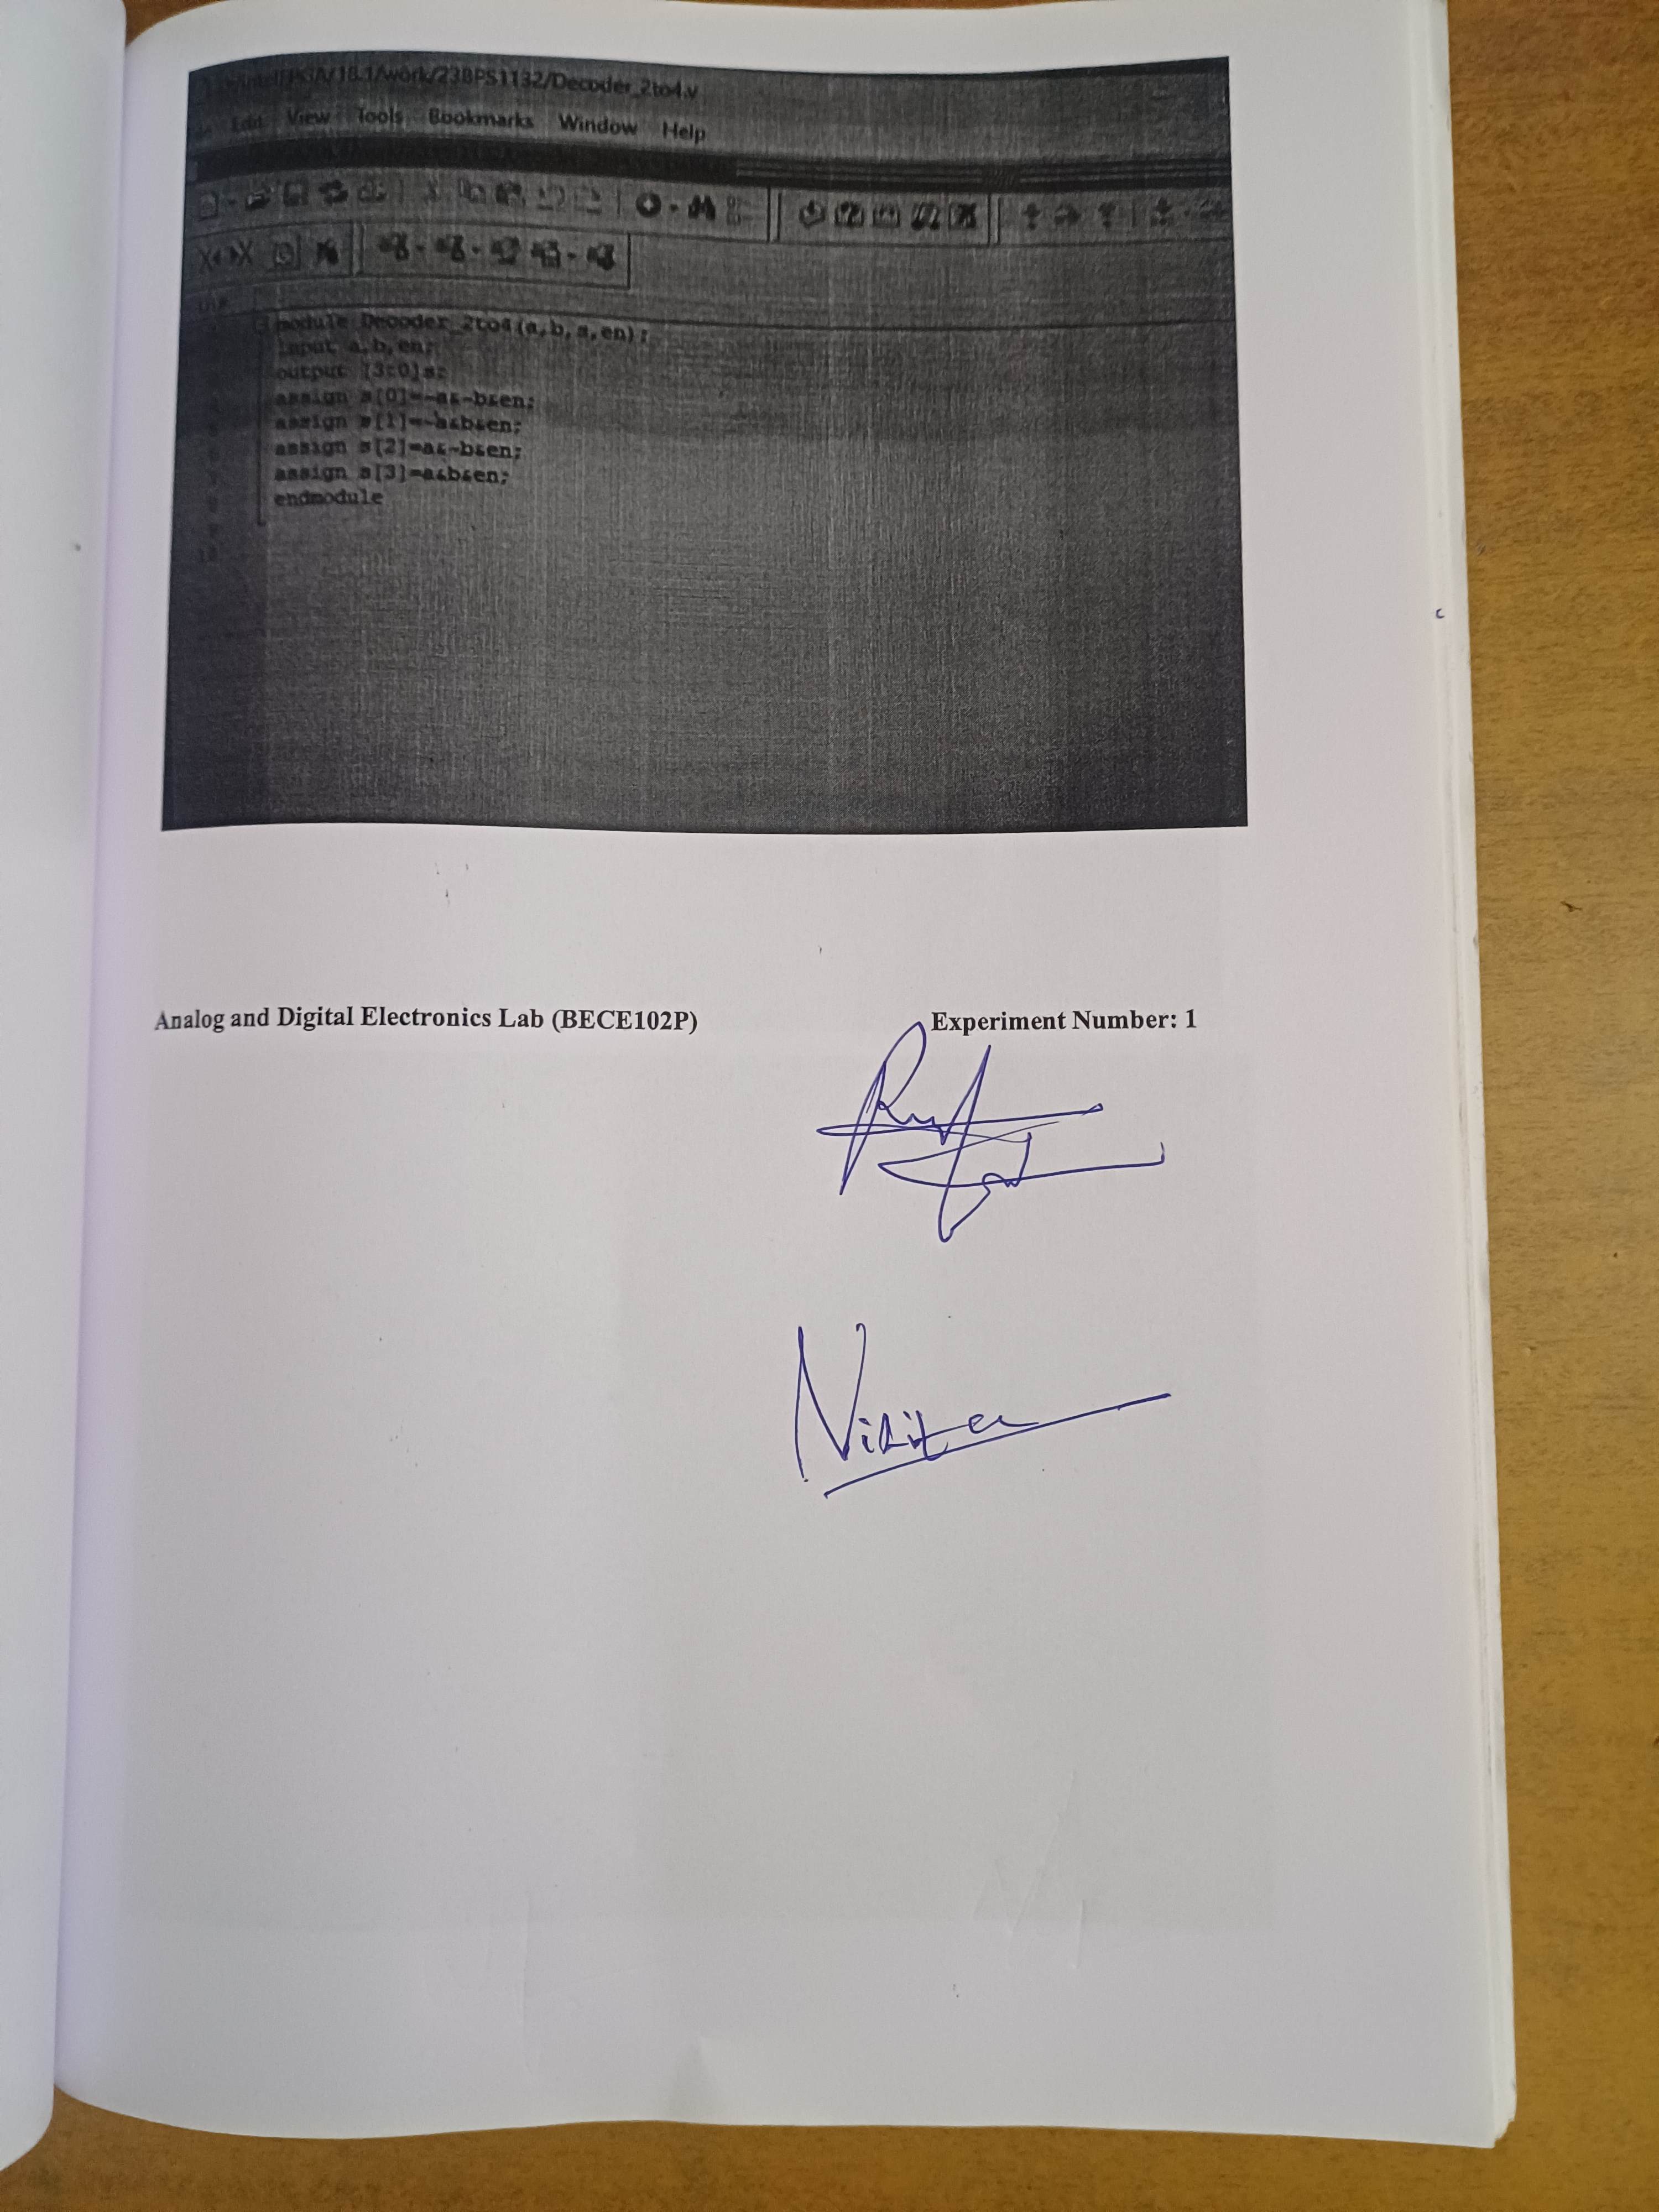 /intelFPGA/18.1/work/23BPS1132/Decoder_2to4.v
Edit View Tools Bookmarks Window Help
module Decoder_2to4(a,b,s,en);
input a,b,en;
output [3:0]s;
assign s[0]=~a&~b&en;
assign s[1]=~a&b&en;
assign s[2]=a&~b&en;
assign s[3]=a&b&en;
endmodule
10
Analog and Digital Electronics Lab (BECE102P) Experiment Number: 1